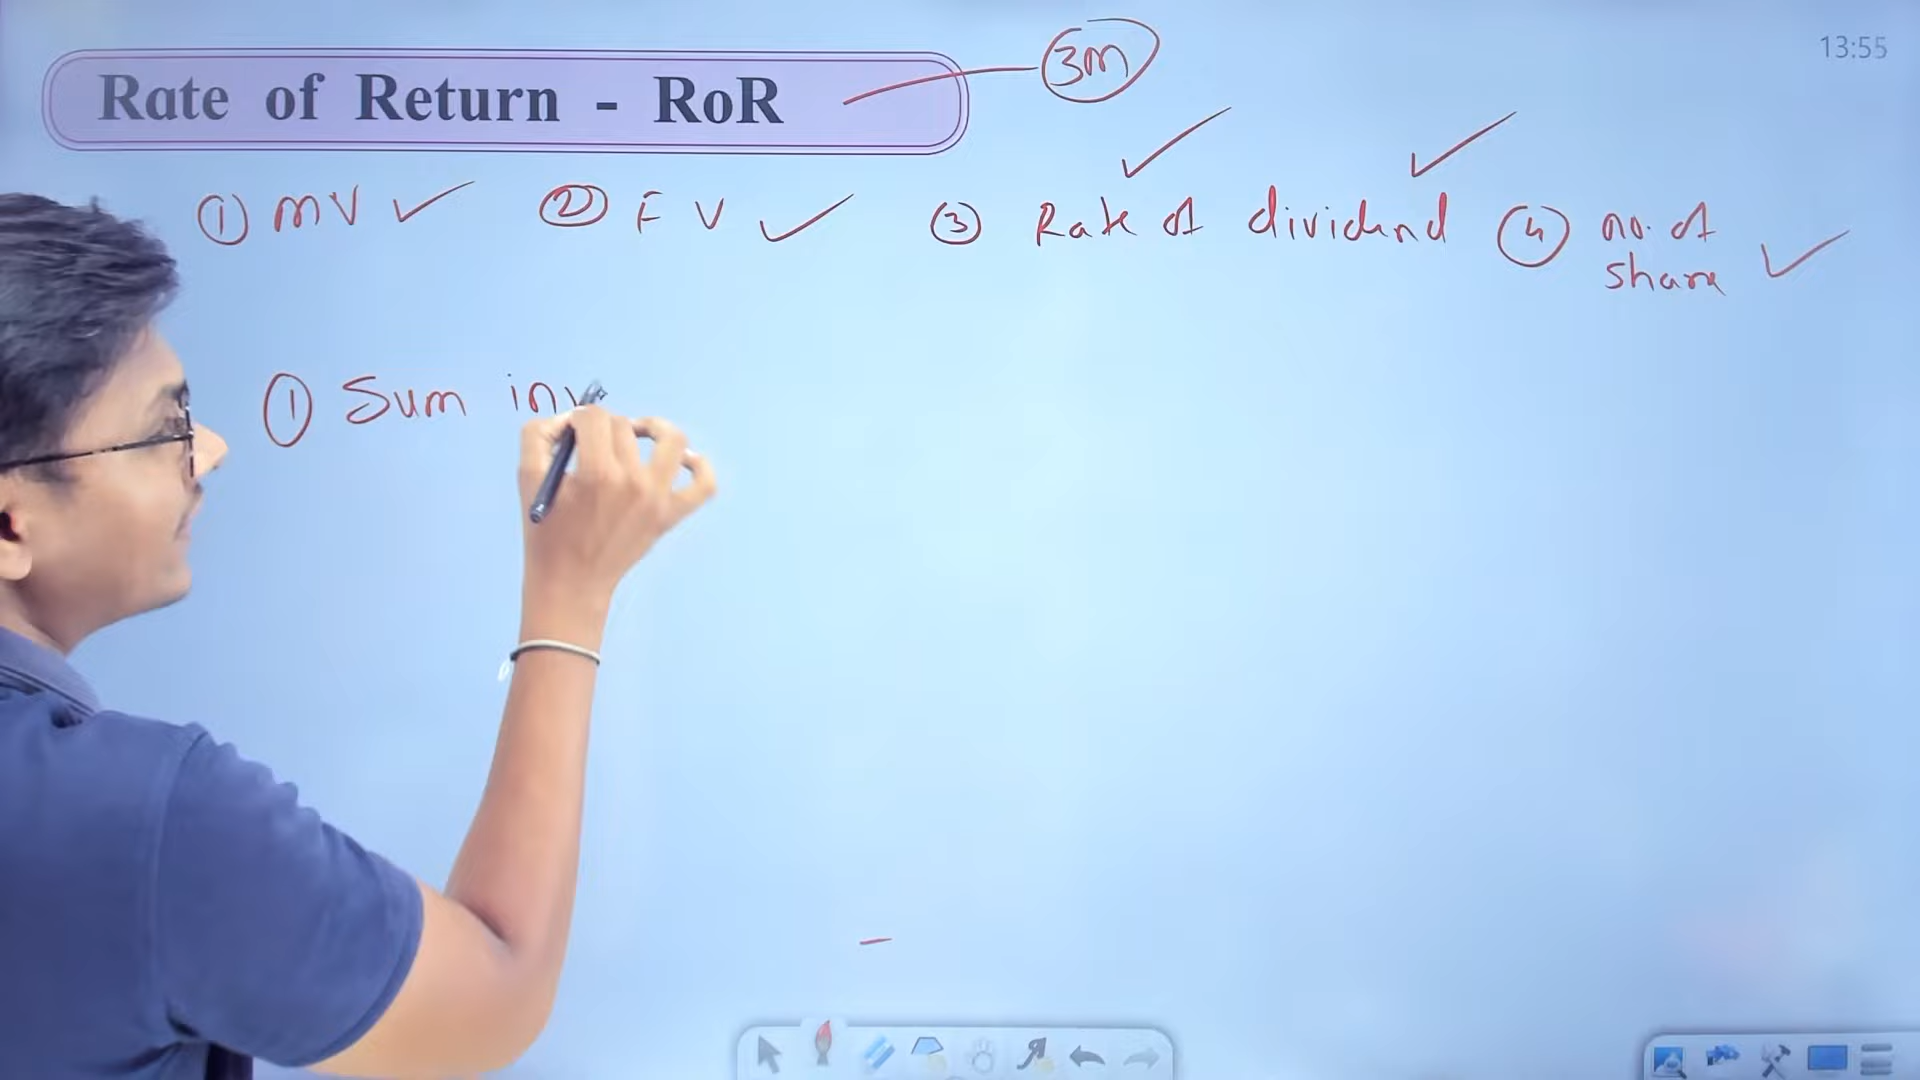 Rate of Return - RoR
3m
13:55
① MV ✓ ② FV ✓ ③ Rate of dividend ④ no. of
share ✓
① Sum inv